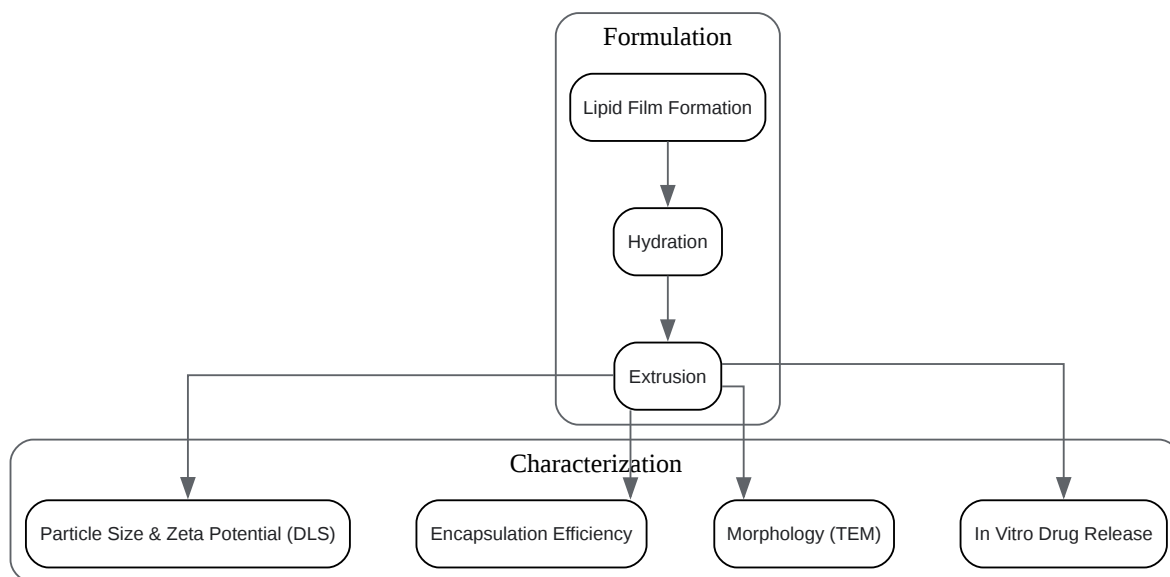 Formulation
Lipid Film Formation
Hydration
Extrusion
Characterization
Particle Size & Zeta Potential (DLS)
Encapsulation Efficiency
Morphology (TEM)
In Vitro Drug Release